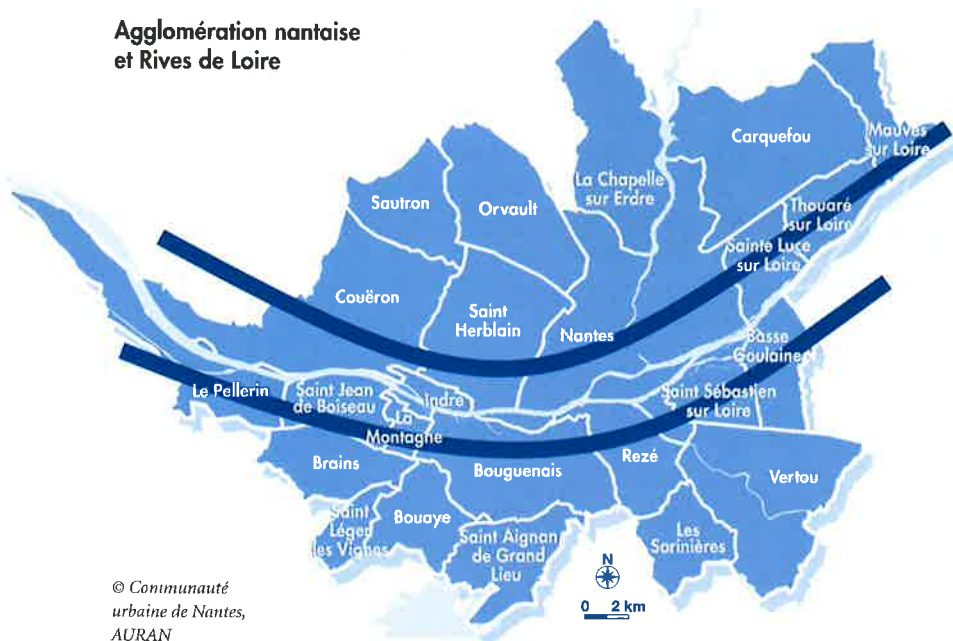 Agglomération nantaise
et Rives de Loire
Carquefou
Mauves
sur Loire
La Chapelle
sur Erdre
Sautron
Orvault
Thouaré
sur Loire
Sainte Luce
sur Loire
Couëron
Saint
Herblain
Nantes
Basse
Goulaine
Le Pellerin
Saint Jean
de Boiseau
Indre
Saint Sébastien
sur Loire
La
Montagne
Brains
Bouguenais
Rezé
Vertou
Saint
Léger
les Vignes
Bouaye
Saint Aignan
de Grand
Lieu
Les
Sorinières
N
0 2 km
© Communauté
urbaine de Nantes,
AURAN